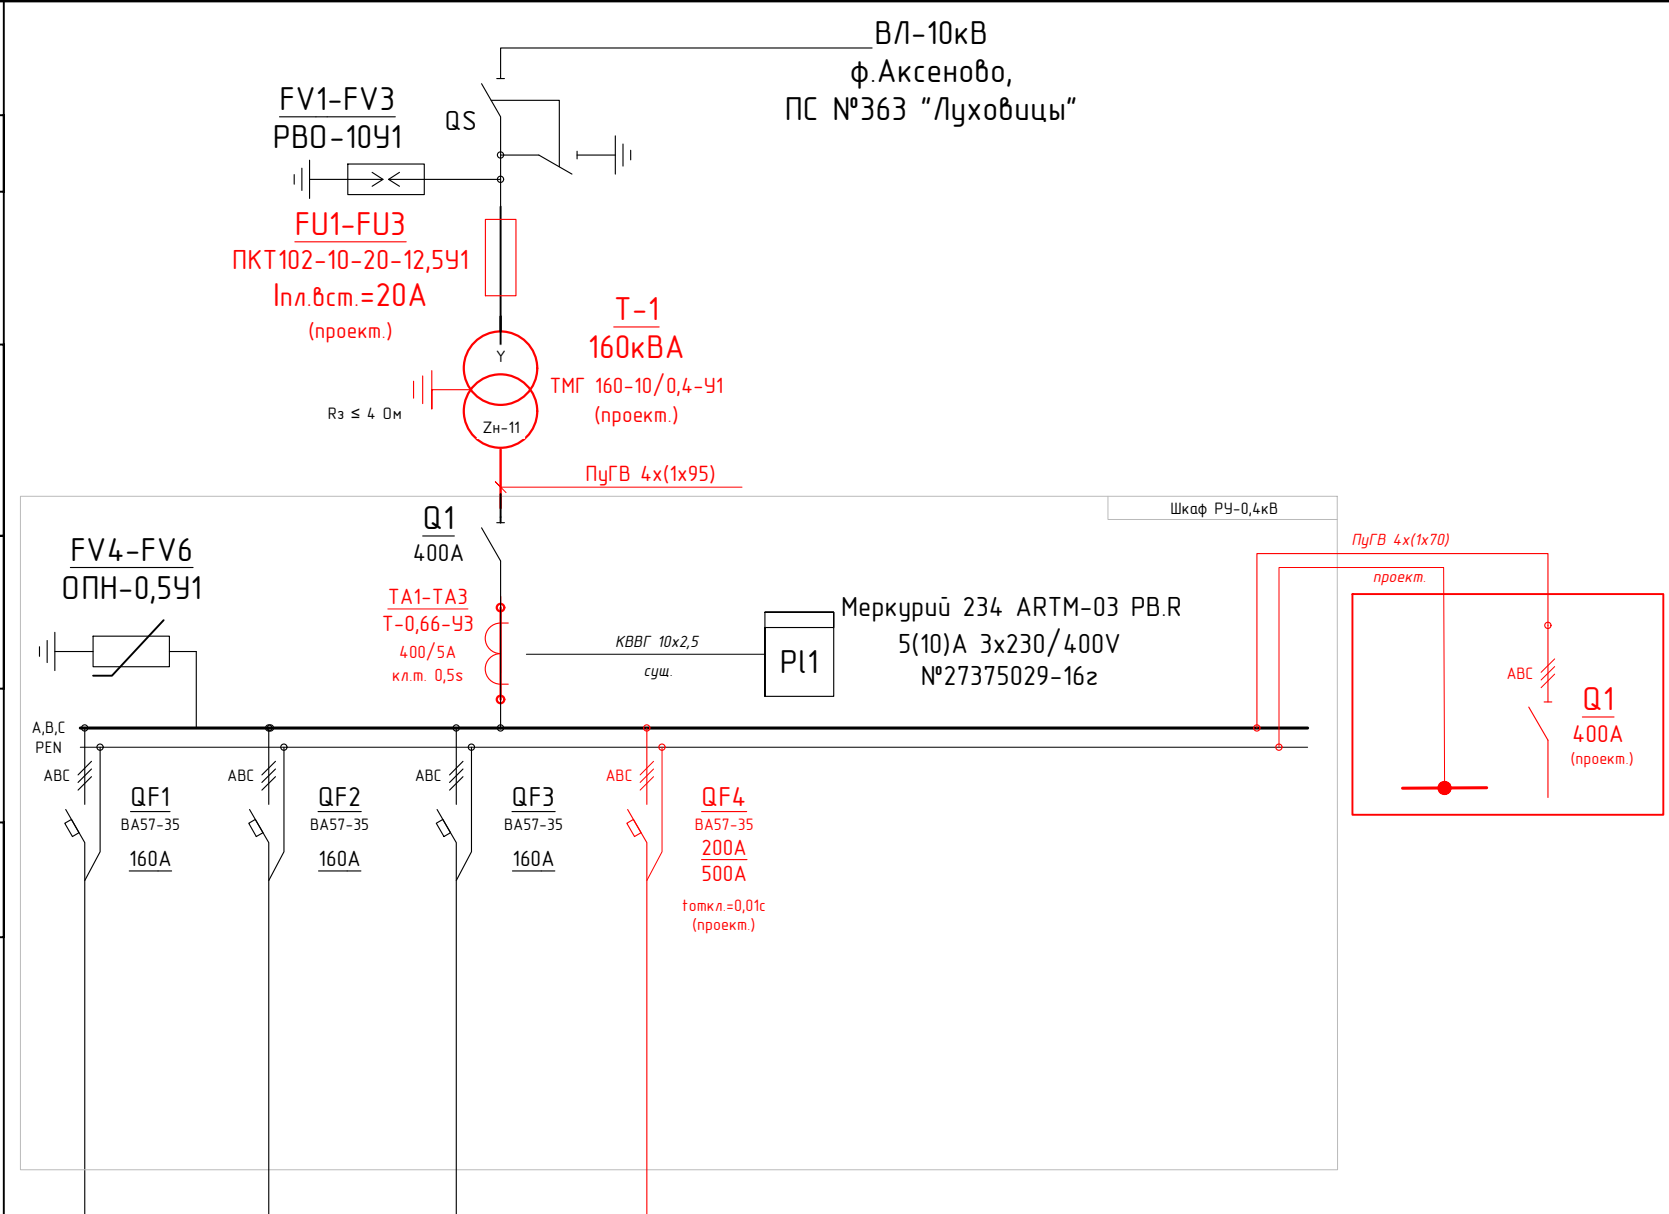 ВЛ-10кВ
ф.Аксеново,
ПС №363 "Луховицы"
FV1-FV3
РВО-10У1
QS
FU1-FU3
ПКТ102-10-20-12,5У1
Iпл.вст.=20А
(проект.)
Т-1
160кВА
ТМГ 160-10/0,4-У1
(проект.)
Y
Zн-11
Rз ≤ 4 Ом
ПуГВ 4х(1х95)
Шкаф РУ-0,4кВ
Q1
400А
FV4-FV6
ОПН-0,5У1
ТА1-ТА3
Т-0,66-У3
400/5А
кл.т. 0,5s
КВВГ 10х2,5
сущ.
PI1
Меркурий 234 ARTM-03 PB.R
5(10)А 3х230/400V
№27375029-16г
ПуГВ 4х(1х70)
проект.
АВС
Q1
400А
(проект.)
А,В,С
PEN
АВС
QF1
ВА57-35
160А
АВС
QF2
ВА57-35
160А
АВС
QF3
ВА57-35
160А
АВС
QF4
ВА57-35
200А
500А
tоткл.=0,01с
(проект.)